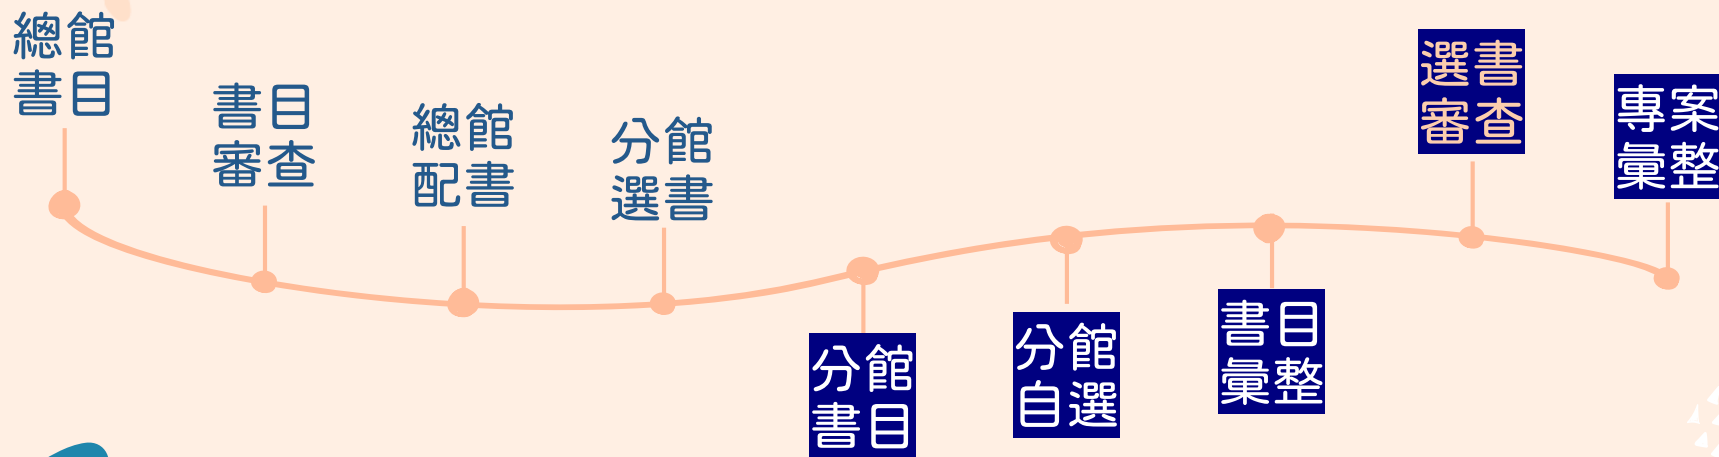 總館
書目
書目
審查
總館
配書
分館
選書
分館
書目
分館
自選
書目
彙整
選書
審查
專案
彙整